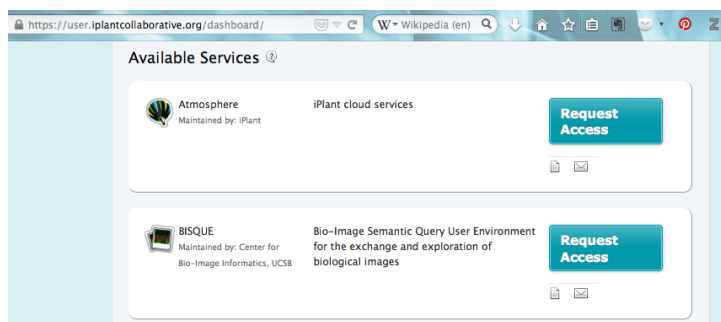 https://user.iplantcollaborative.org/dashboard/ W Wikipedia (en) Z
Available Services ?
Atmosphere iPlant cloud services
Maintained by: iPlant
Request
Access
BISQUE
Maintained by: Center for
Bio-Image Informatics, UCSB
Bio-Image Semantic Query User Environment
for the exchange and exploration of
biological images
Request
Access